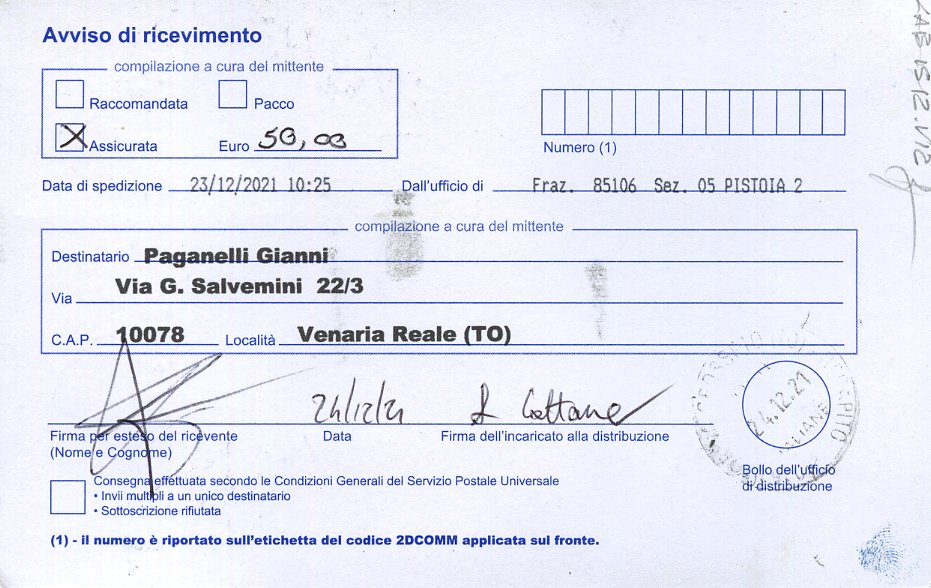 Avviso di ricevimento
compilazione a cura del mittente
Raccomandata Pacco
X Assicurata Euro 50,00
Numero (1)
Data di spedizione 23/12/2021 10:25 Dall'ufficio di Fraz. 85106 Sez. 05 PISTOIA 2
compilazione a cura del mittente
Destinatario Paganelli Gianni
Via G. Salvemini 22/3
Via
C.A.P. 10078 Località Venaria Reale (TO)
24/12/21
24.12.21
Firma per esteso del ricevente
(Nome e Cognome)
Data
Firma dell'incaricato alla distribuzione
Bollo dell'ufficio
di distribuzione
Consegna effettuata secondo le Condizioni Generali del Servizio Postale Universale
• Invii multipli a un unico destinatario
• Sottoscrizione rifiutata
(1) - il numero è riportato sull'etichetta del codice 2DCOMM applicata sul fronte.